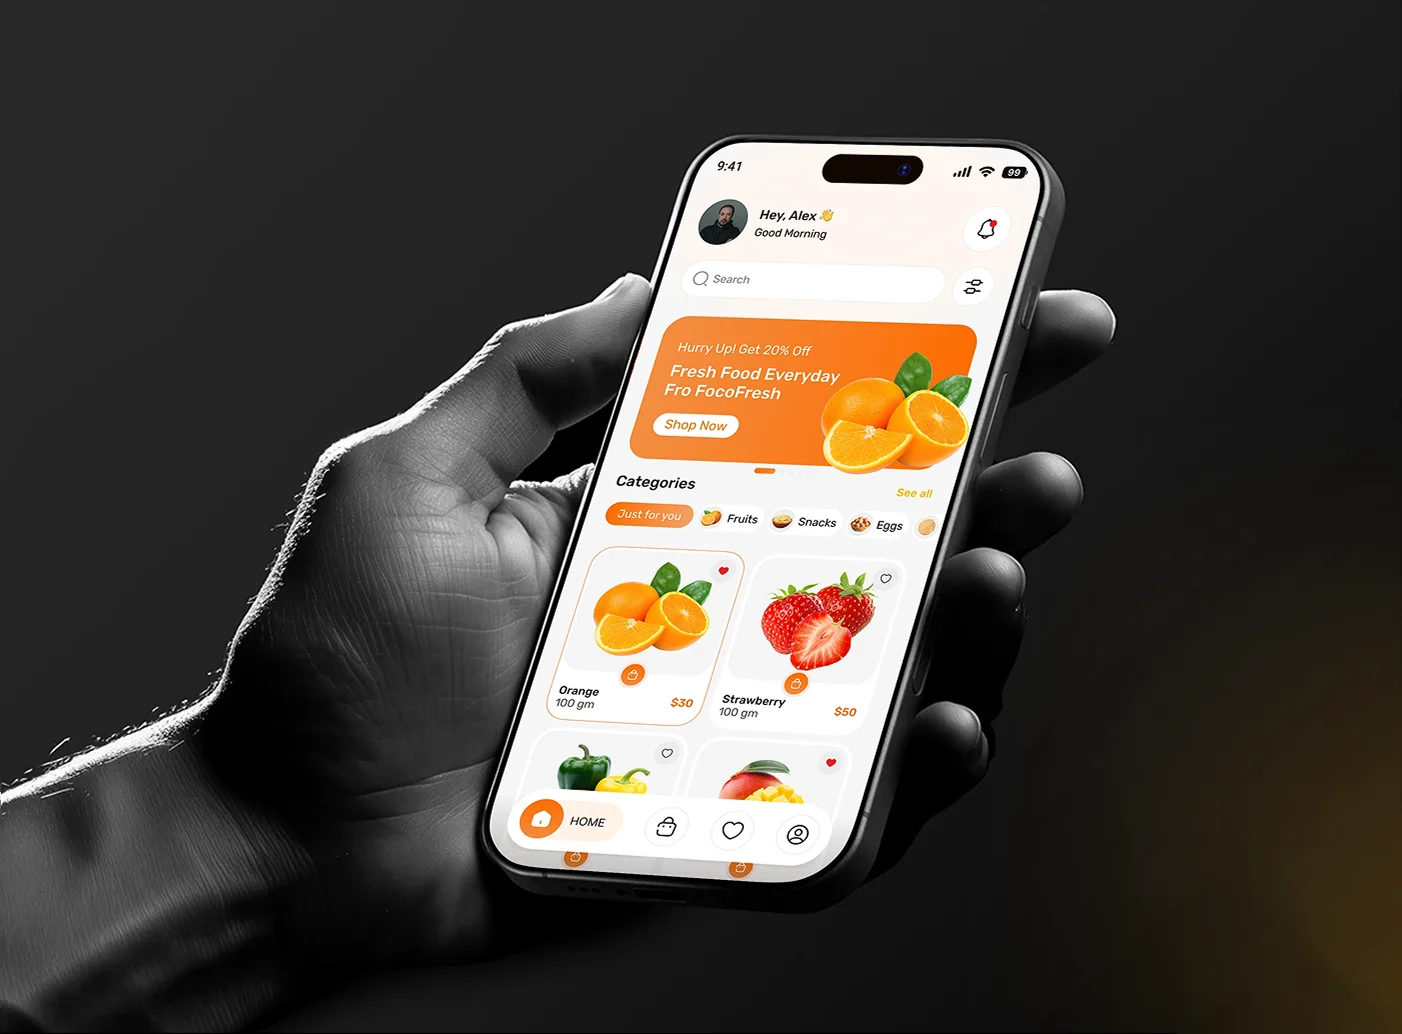 9:41
99
Hey, Alex 👋
Good Morning
Search
Hurry Up! Get 20% Off
Fresh Food Everyday
Fro FocoFresh
Shop Now
Categories
See all
Just for you
Fruits
Snacks
Eggs
Orange
100 gm
$30
Strawberry
100 gm
$50
HOME